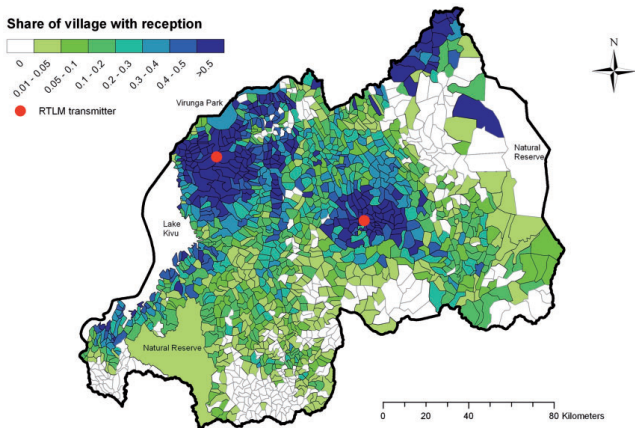 Share of village with reception
0
0.01 - 0.05
0.05 - 0.1
0.1 - 0.2
0.2 - 0.3
0.3 - 0.4
0.4 - 0.5
>0.5
RTLM transmitter
N
Virunga Park
Natural
Reserve
Lake
Kivu
Natural Reserve
0 20 40 60 80 Kilometers